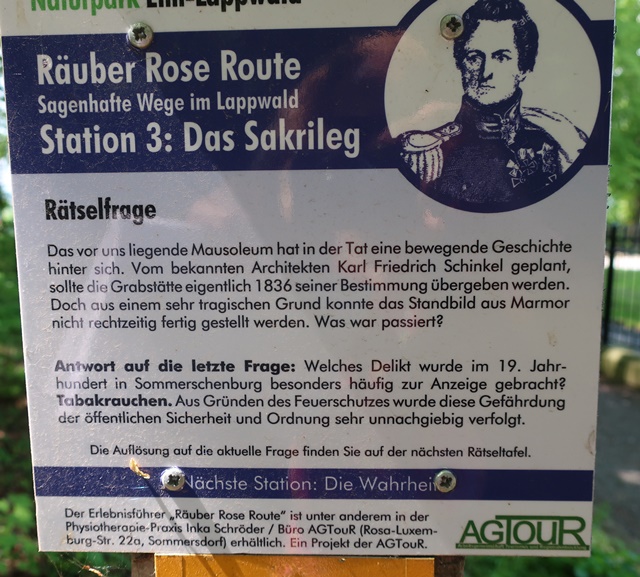 Naturpark Elm-Lappwald
Räuber Rose Route
Sagenhafte Wege im Lappwald
Station 3: Das Sakrileg
Rätselfrage
Das vor uns liegende Mausoleum hat in der Tat eine bewegende Geschichte
hinter sich. Vom bekannten Architekten Karl Friedrich Schinkel geplant,
sollte die Grabstätte eigentlich 1836 seiner Bestimmung übergeben werden.
Doch aus einem sehr tragischen Grund konnte das Standbild aus Marmor
nicht rechtzeitig fertig gestellt werden. Was war passiert?
Antwort auf die letzte Frage: Welches Delikt wurde im 19. Jahr-
hundert in Sommerschenburg besonders häufig zur Anzeige gebracht?
Tabakrauchen. Aus Gründen des Feuerschutzes wurde diese Gefährdung
der öffentlichen Sicherheit und Ordnung sehr unnachgiebig verfolgt.
Die Auflösung auf die aktuelle Frage finden Sie auf der nächsten Rätseltafel.
Nächste Station: Die Wahrheit
Der Erlebnisführer „Räuber Rose Route" ist unter anderem in der
Physiotherapie-Praxis Inka Schröder / Büro AGTouR (Rosa-Luxem-
burg-Str. 22a, Sommersdorf) erhältlich. Ein Projekt der AGTouR.
AGTouR